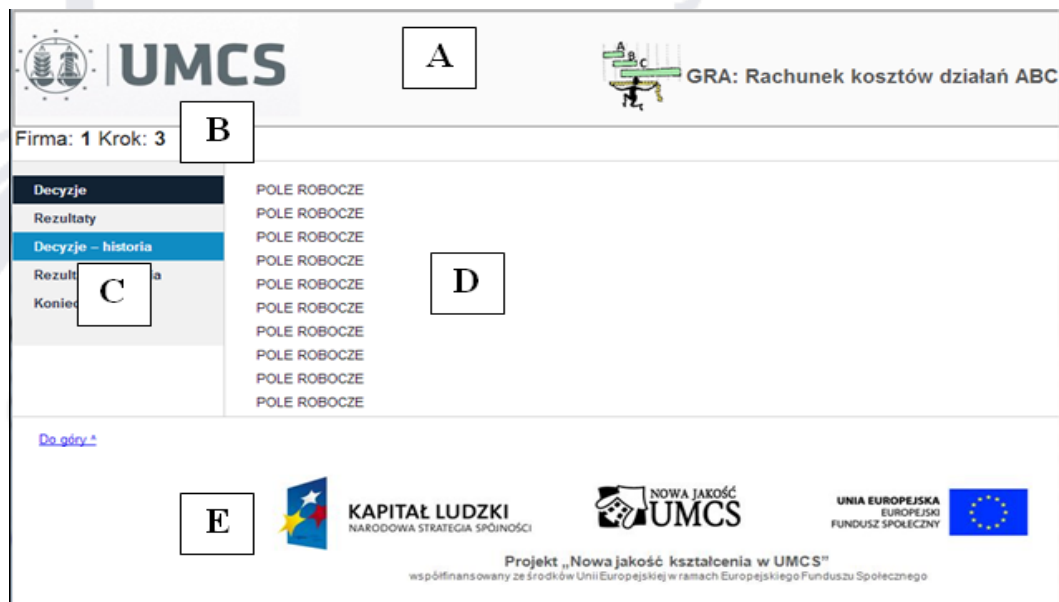 UMCS
A
A
B
C
GRA: Rachunek kosztów działań ABC
B
Firma: 1 Krok: 3
Decyzje
Rezultaty
Decyzje – historia
C
POLE ROBOCZE
POLE ROBOCZE
POLE ROBOCZE
POLE ROBOCZE
POLE ROBOCZE
POLE ROBOCZE
POLE ROBOCZE
POLE ROBOCZE
POLE ROBOCZE
POLE ROBOCZE
D
Do góry ^
E
KAPITAŁ LUDZKI
NARODOWA STRATEGIA SPÓJNOŚCI
NOWA JAKOŚĆ
UMCS
UNIA EUROPEJSKA
EUROPEJSKI
FUNDUSZ SPOŁECZNY
Projekt „Nowa jakość kształcenia w UMCS”
współfinansowany ze środków Unii Europejskiej w ramach Europejskiego Funduszu Społecznego